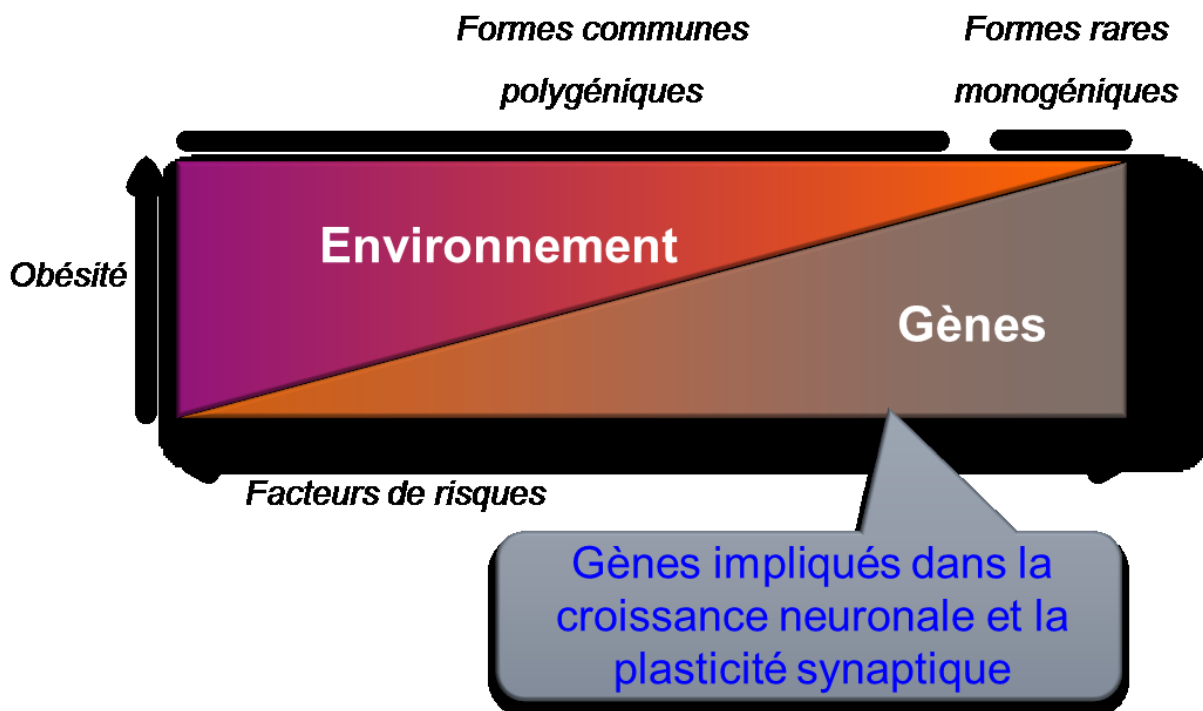 Formes communes
polygéniques
Formes rares
monogéniques
Environnement
Obésité
Gènes
Facteurs de risques
Gènes impliqués dans la
croissance neuronale et la
plasticité synaptique